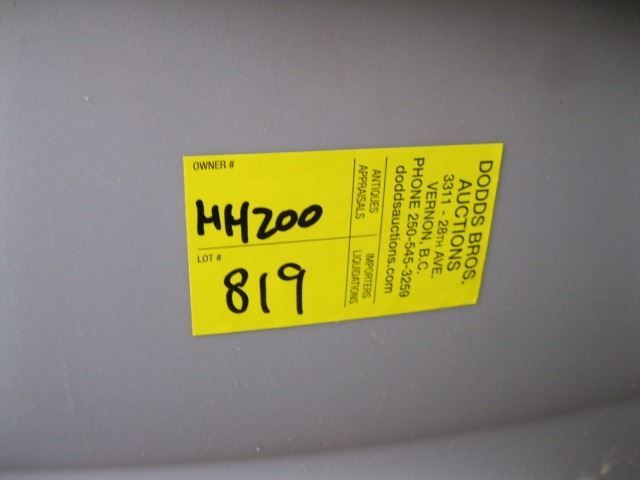 OWNER #
HH200
LOT #
819
ANTIQUES
APPRAISALS
IMPORTERS
LIQUIDATIONS
DODDS BROS.
AUCTIONS
3311 - 28TH AVE.
VERNON, B.C.
PHONE 250-545-3259
doddsauctions.com